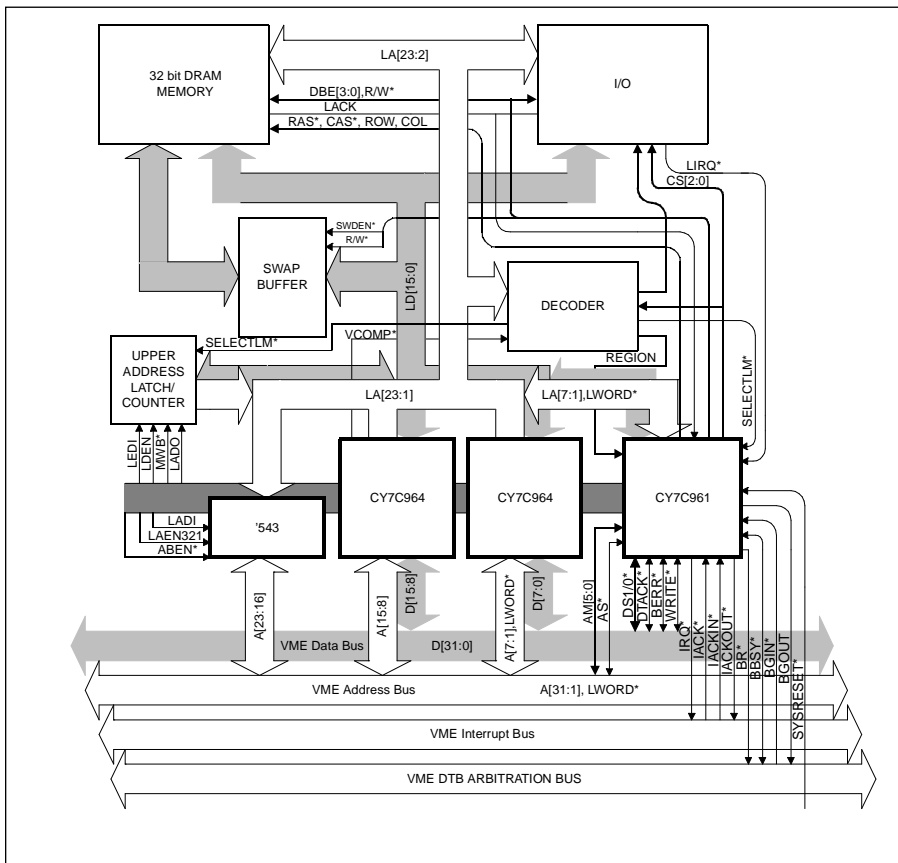 LA[23:2]
32 bit DRAM
MEMORY
I/O
DBE[3:0],R/W*
LACK
RAS*, CAS*, ROW, COL
LIRQ*
CS[2:0]
SWDEN*
R/W*
SWAP
BUFFER
LD[15:0]
DECODER
SELECTLM*
VCOMP*
REGION
UPPER
ADDRESS
LATCH/
COUNTER
LA[23:1]
LA[7:1],LWORD*
SELECTLM*
LEDI
LDEN
MWB*
LADO
CY7C964
CY7C964
CY7C961
'543
LADI
LAEN321
ABEN*
A[23:16]
A[15:8]
D[15:8]
A[7:1],LWORD*
D[7:0]
AM[5:0]
AS*
DS1/0*
DTACK*
BERR*
WRITE*
IRQ*
IACK*
IACKIN*
IACKOUT*
BR*
BBSY*
BGIN*
BGOUT
SYSRESET*
VME Data Bus
D[31:0]
VME Address Bus
A[31:1], LWORD*
VME Interrupt Bus
VME DTB ARBITRATION BUS